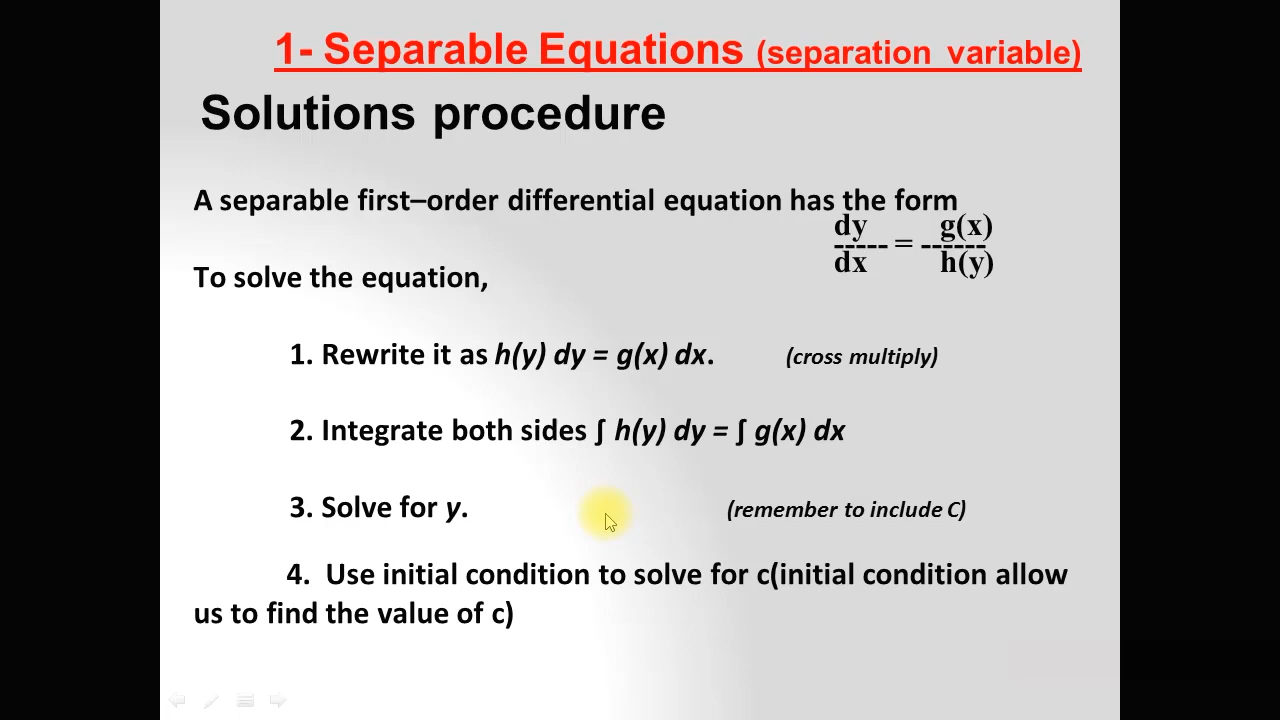 1- Separable Equations (separation variable)
Solutions procedure
A separable first–order differential equation has the form
dy g(x)
----- = ------
dx h(y)
To solve the equation,
1. Rewrite it as h(y) dy = g(x) dx. (cross multiply)
2. Integrate both sides ∫ h(y) dy = ∫ g(x) dx
3. Solve for y. (remember to include C)
4. Use initial condition to solve for c(initial condition allow
us to find the value of c)